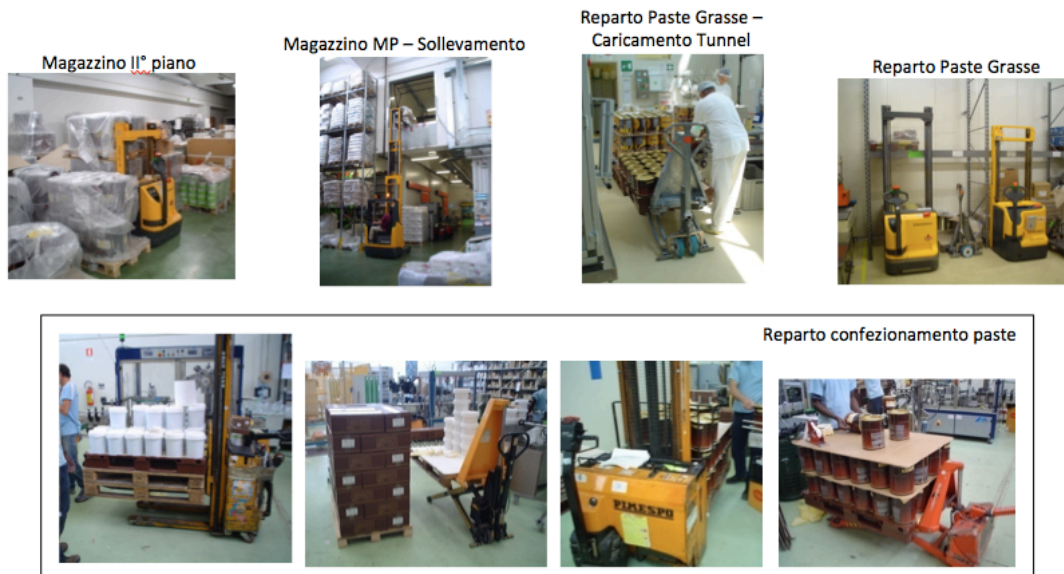 Magazzino II° piano
Magazzino MP – Sollevamento
Reparto Paste Grasse –
Caricamento Tunnel
Reparto Paste Grasse
Reparto confezionamento paste
PIMESPO